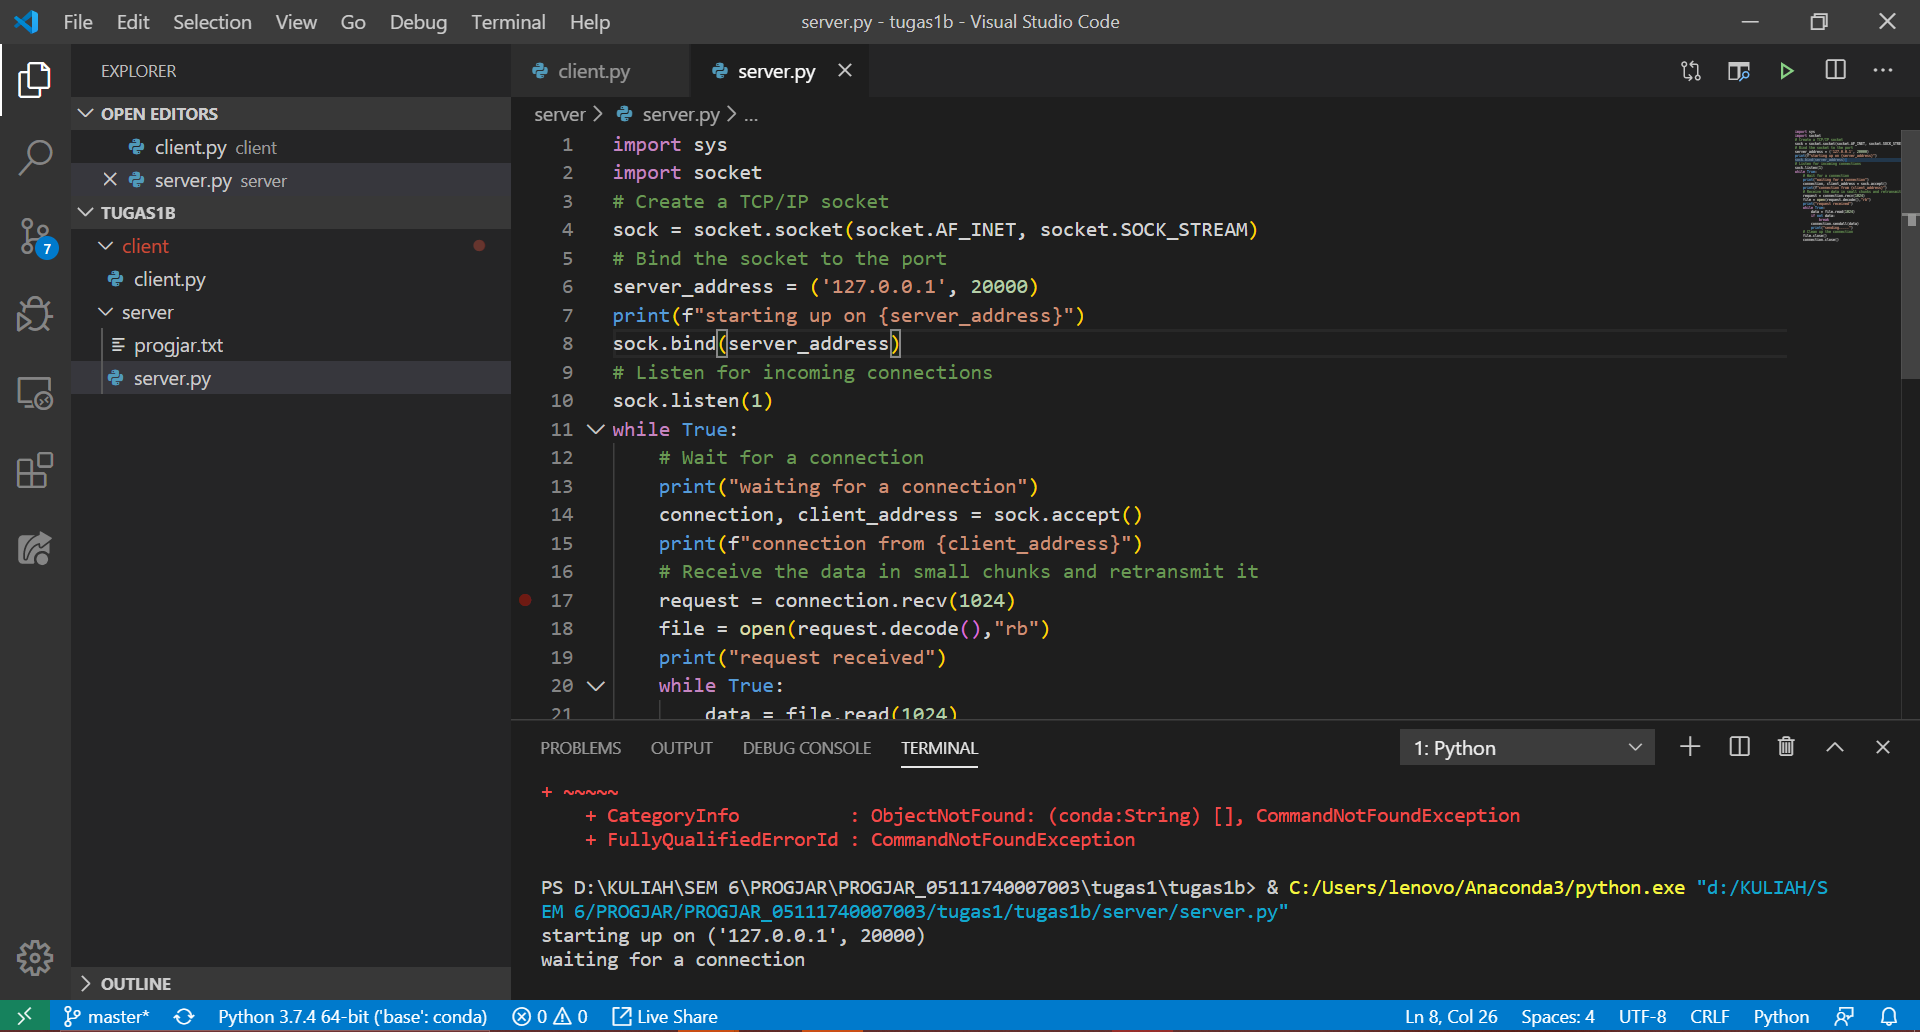 File Edit Selection View Go Debug Terminal Help
server.py - tugas1b - Visual Studio Code
EXPLORER
OPEN EDITORS
client.py client
server.py server
TUGAS1B
client
client.py
server
progjar.txt
server.py
7
OUTLINE
client.py
server.py
server > server.py > ...
1 import sys
2 import socket
3 # Create a TCP/IP socket
4 sock = socket.socket(socket.AF_INET, socket.SOCK_STREAM)
5 # Bind the socket to the port
6 server_address = ('127.0.0.1', 20000)
7 print(f"starting up on {server_address}")
8 sock.bind(server_address)
9 # Listen for incoming connections
10 sock.listen(1)
11 while True:
12 # Wait for a connection
13 print("waiting for a connection")
14 connection, client_address = sock.accept()
15 print(f"connection from {client_address}")
16 # Receive the data in small chunks and retransmit it
17 request = connection.recv(1024)
18 file = open(request.decode(),"rb")
19 print("request received")
20 while True:
21 data = file.read(1024)
PROBLEMS OUTPUT DEBUG CONSOLE TERMINAL
1: Python
+ ~~~~~
+ CategoryInfo : ObjectNotFound: (conda:String) [], CommandNotFoundException
+ FullyQualifiedErrorId : CommandNotFoundException
PS D:\KULIAH\SEM 6\PROGJAR\PROGJAR_05111740007003\tugas1\tugas1b> & C:/Users/lenovo/Anaconda3/python.exe "d:/KULIAH/S
EM 6/PROGJAR/PROGJAR_05111740007003/tugas1/tugas1b/server/server.py"
starting up on ('127.0.0.1', 20000)
waiting for a connection
master* Python 3.7.4 64-bit ('base': conda) 0 0 Live Share
Ln 8, Col 26 Spaces: 4 UTF-8 CRLF Python